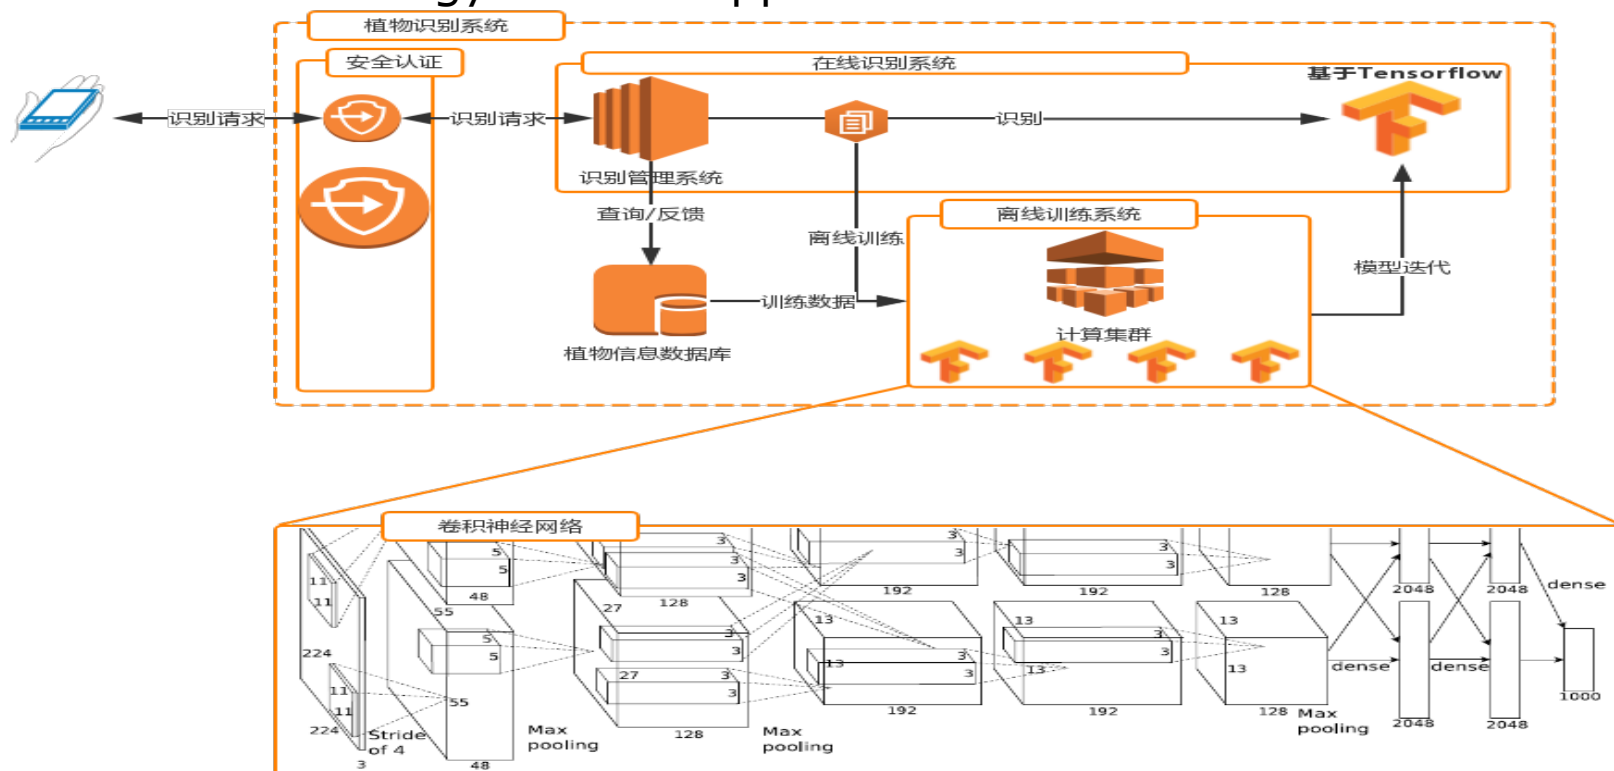 植物识别系统
安全认证
在线识别系统
基于Tensorflow
识别请求
识别请求
识别
识别管理系统
查询/反馈
离线训练
离线训练系统
模型迭代
训练数据
计算集群
植物信息数据库
卷积神经网络
3
3
3
3
5
5
3
3
3
3
11
11
48
55
27
128
192
192
128
2048
2048
dense
5
5
3
3
13
13
13
3
3
224
27
3
3
13
3
3
13
13
dense
dense
11
11
55
1000
192
192
128
Max
pooling
2048
2048
224
Stride
of 4
Max
pooling
128
Max
pooling
3
48